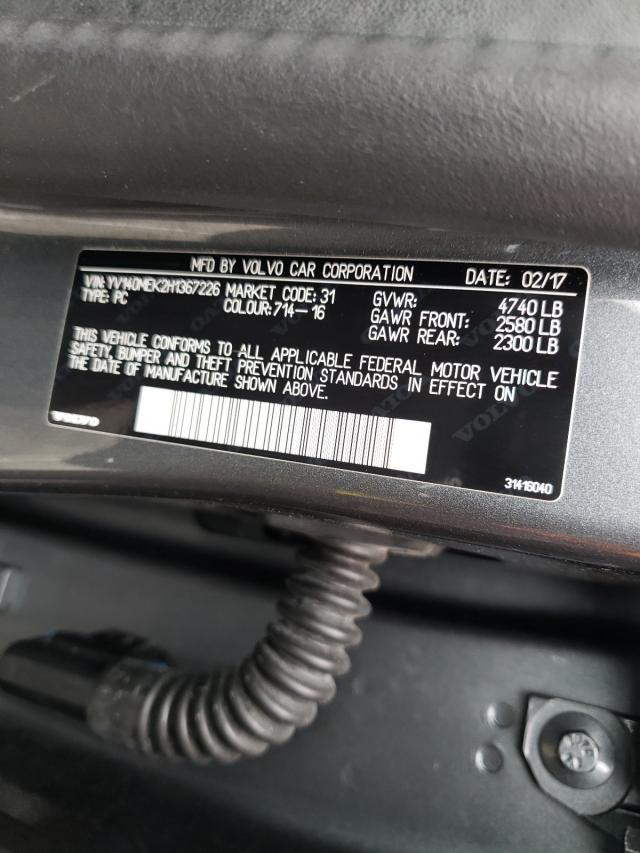 MFD BY VOLVO CAR CORPORATION DATE: 02/17
VIN: YV140MEK2H1367226 MARKET CODE: 31 GVWR: 4740 LB
TYPE: PC COLOUR: 714-16 GAWR FRONT: 2580 LB
GAWR REAR: 2300 LB
THIS VEHICLE CONFORMS TO ALL APPLICABLE FEDERAL MOTOR VEHICLE
SAFETY, BUMPER AND THEFT PREVENTION STANDARDS IN EFFECT ON
THE DATE OF MANUFACTURE SHOWN ABOVE.
VOLVO
31416040